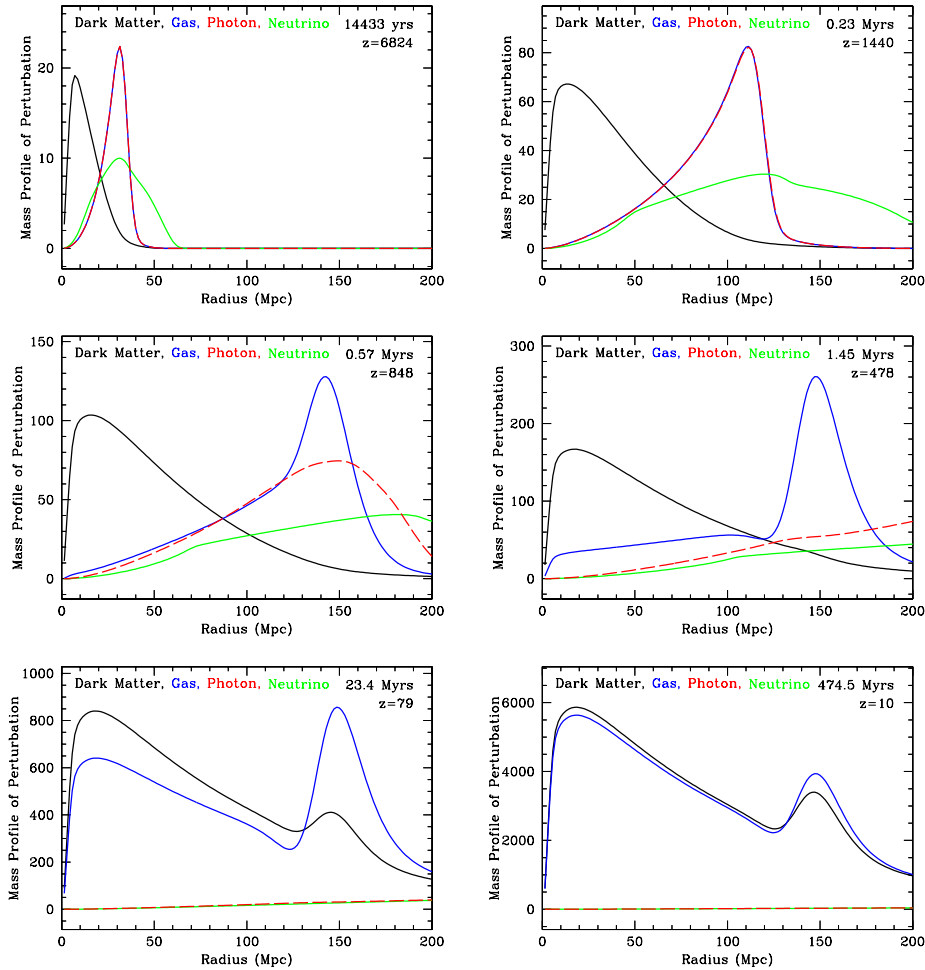 Dark Matter, Gas, Photon, Neutrino 14433 yrs
z=6824
Mass Profile of Perturbation
20
10
0
0 50 100 150 200
Radius (Mpc)
Dark Matter, Gas, Photon, Neutrino 0.23 Myrs
z=1440
Mass Profile of Perturbation
80
60
40
20
0
0 50 100 150 200
Radius (Mpc)
Dark Matter, Gas, Photon, Neutrino 0.57 Myrs
z=848
Mass Profile of Perturbation
150
100
50
0
0 50 100 150 200
Radius (Mpc)
Dark Matter, Gas, Photon, Neutrino 1.45 Myrs
z=478
Mass Profile of Perturbation
300
200
100
0
0 50 100 150 200
Radius (Mpc)
Dark Matter, Gas, Photon, Neutrino 23.4 Myrs
z=79
Mass Profile of Perturbation
1000
800
600
400
200
0
0 50 100 150 200
Radius (Mpc)
Dark Matter, Gas, Photon, Neutrino 474.5 Myrs
z=10
Mass Profile of Perturbation
6000
4000
2000
0
0 50 100 150 200
Radius (Mpc)